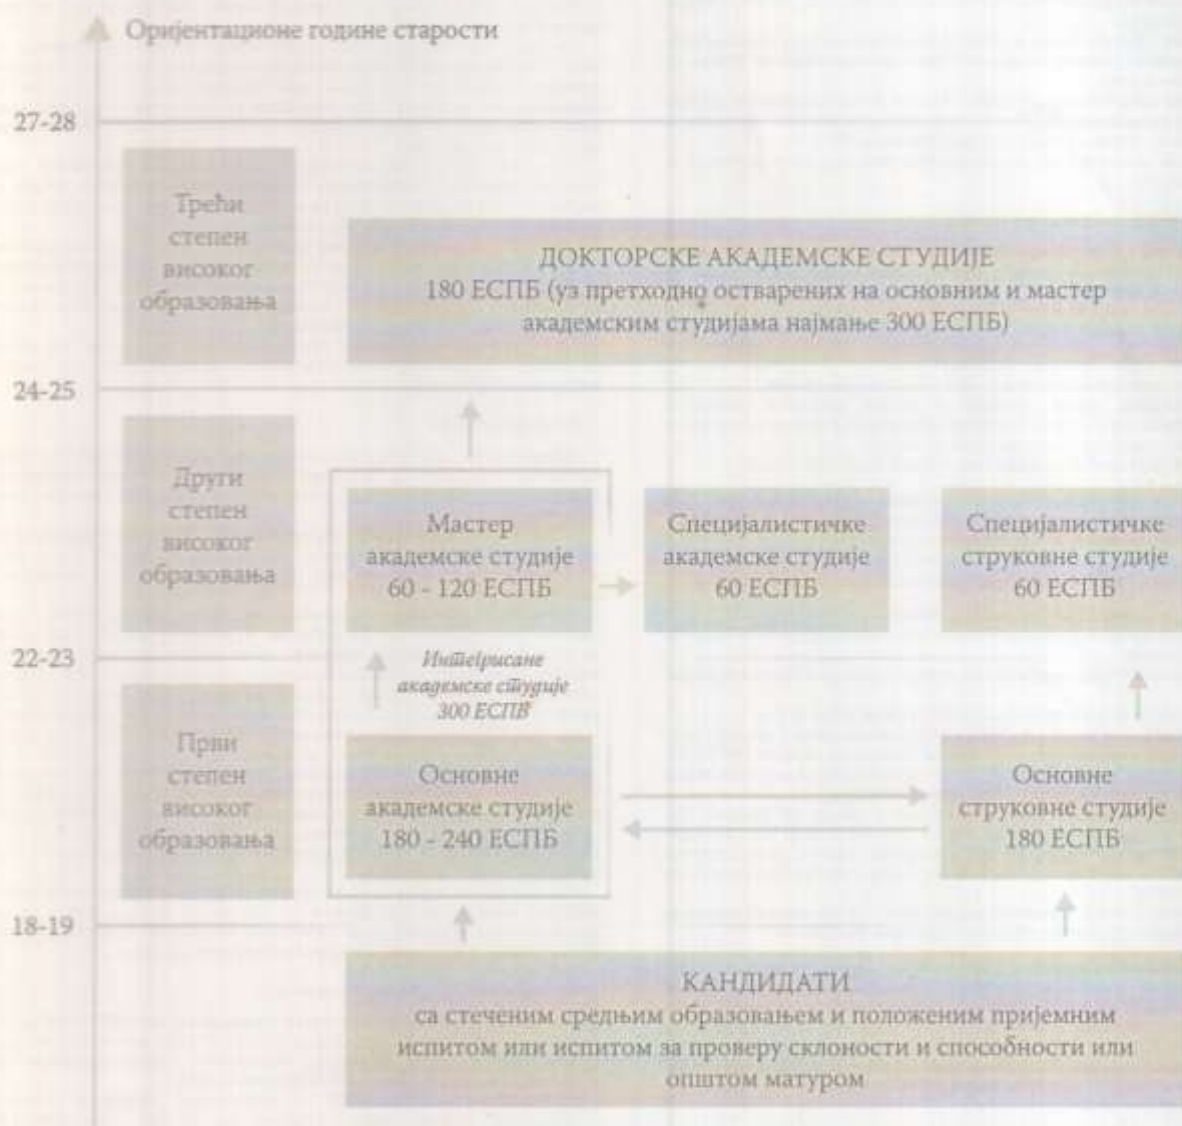 Оријентационе године старости
27-28
Трећи
степен
високог
образовања
ДОКТОРСКЕ АКАДЕМСКЕ СТУДИЈЕ
180 ЕСПБ (уз претходно остварених на основним и мастер
академским студијама најмање 300 ЕСПБ)
24-25
Други
степен
високог
образовања
Мастер
академске студије
60 - 120 ЕСПБ
Специјалистичке
академске студије
60 ЕСПБ
Специјалистичке
струковне студије
60 ЕСПБ
22-23
Интегрисане
академске студије
300 ЕСПБ
Први
степен
високог
образовања
Основне
академске студије
180 - 240 ЕСПБ
Основне
струковне студије
180 ЕСПБ
18-19
КАНДИДАТИ
са стеченим средњим образовањем и положеним пријемним
испитом или испитом за проверу склоности и способности или
општом матуром